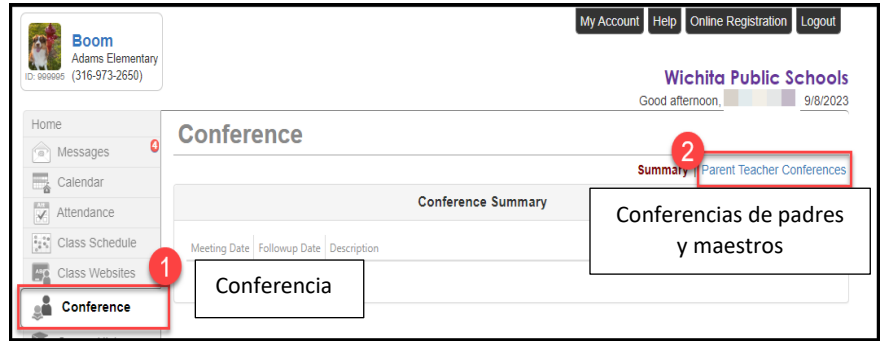 My Account Help Online Registration Logout
Boom
Adams Elementary
ID: 999995 (316-973-2650)
Wichita Public Schools
Good afternoon, 9/8/2023
Home
Messages 4
Calendar
Attendance
Class Schedule
Class Websites
1
Conference
Conference
2
Summary | Parent Teacher Conferences
Conference Summary
Conferencias de padres
y maestros
Meeting Date Followup Date Description
Conferencia